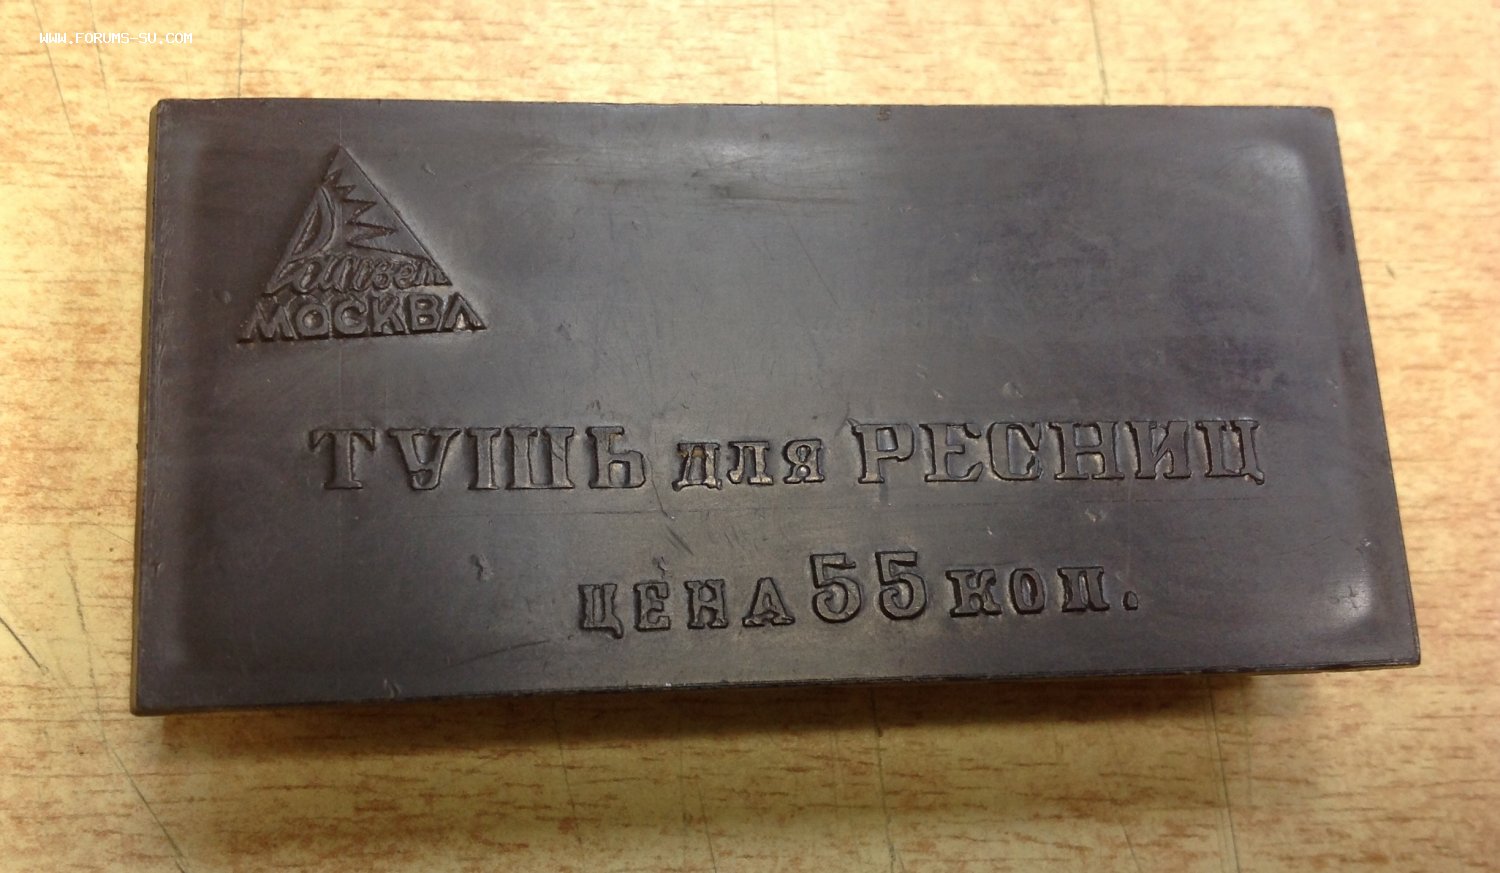 WWW.FORUMS-SU.COM
МОСКВА
ТУШЬ для РЕСНИЦ
ЦЕНА 55 КОП.